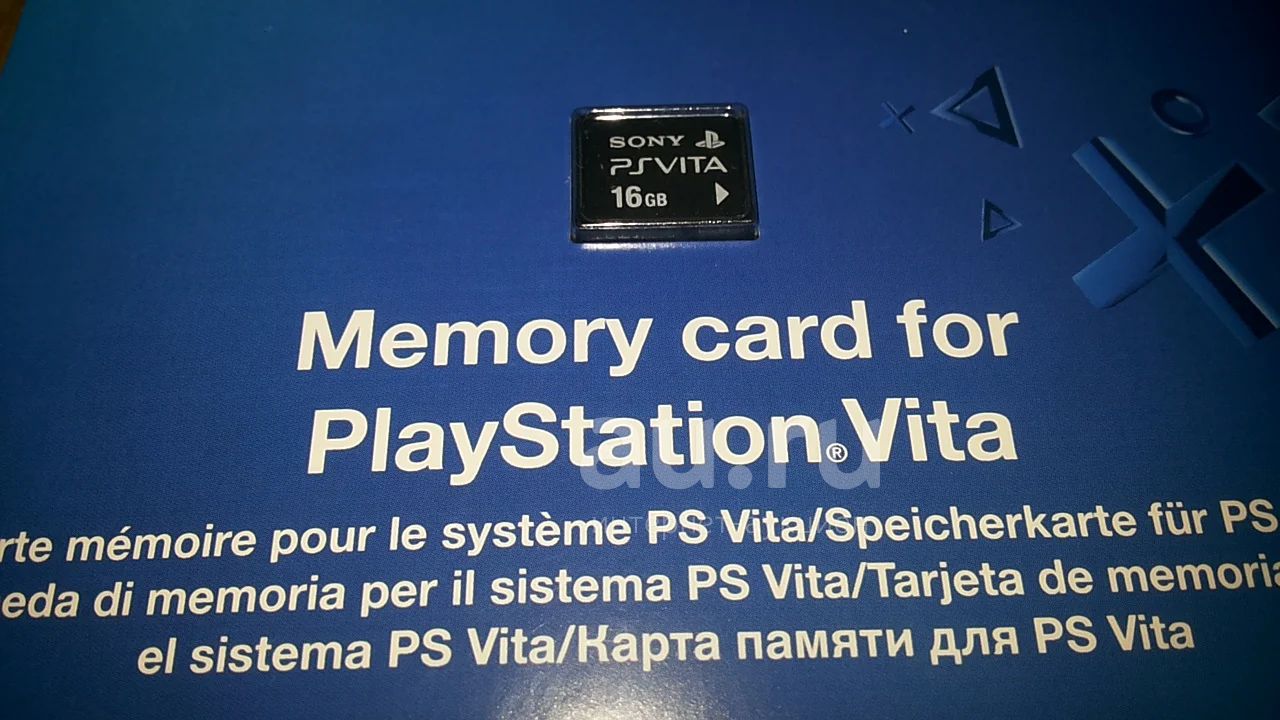 SONY
PSVITA
16GB
Memory card for
PlayStation®Vita
au.ru
rte mémoire pour le système PS Vita/Speicherkarte für PS
eda di memoria per il sistema PS Vita/Tarjeta de memoria
el sistema PS Vita/Карта памяти для PS Vita